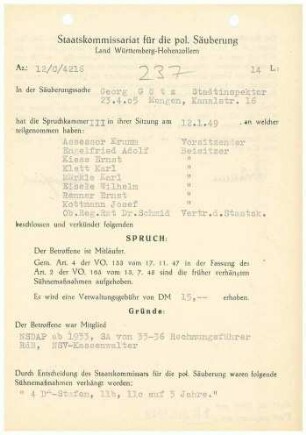 Staatskommissariat für die pol. Säuberung
Land Württemberg-Hohenzollern
Az: 12/C/4216
237
14 L:
In der Säuberungssache Georg Götz Stadtinspektor
23.4.05 Mengen, Kanalstr. 16
hat die Spruchkammer III in ihrer Sitzung am 12.1.49 an welcher
teilgenommen haben:
Assessor Krumm Vorsitzender
Engelfried Adolf Beisitzer
Kiess Ernst "
Klett Karl "
Märkle Karl "
Eisele Wilhelm "
Renner Ernst "
Kottmann Josef "
Ob.Reg.Rat Dr.Schmid Vertr.d.Staatsk.
beschlossen und verkündet folgenden
SPRUCH:
Der Betroffene ist Mitläufer.
Gem. Art. 4 der VO. 133 vom 17. 11. 47 in der Fassung des
Art. 2 der VO. 165 vom 13. 7. 48 sind die früher verhängten
Sühnemaßnahmen aufgehoben.
Es wird eine Verwaltungsgebühr von DM 15,-- erhoben.
Gründe:
Der Betroffene war Mitglied
NSDAP ab 1933, SA von 33-36 Rechnungsführer
RdB, NSV-Kassenwalter
Durch Entscheidung des Staatskommissars für die pol. Säuberung waren folgende
Sühnemaßnahmen verhängt worden:
" 4 D-Stufen, 11h, 11c auf 3 Jahre."